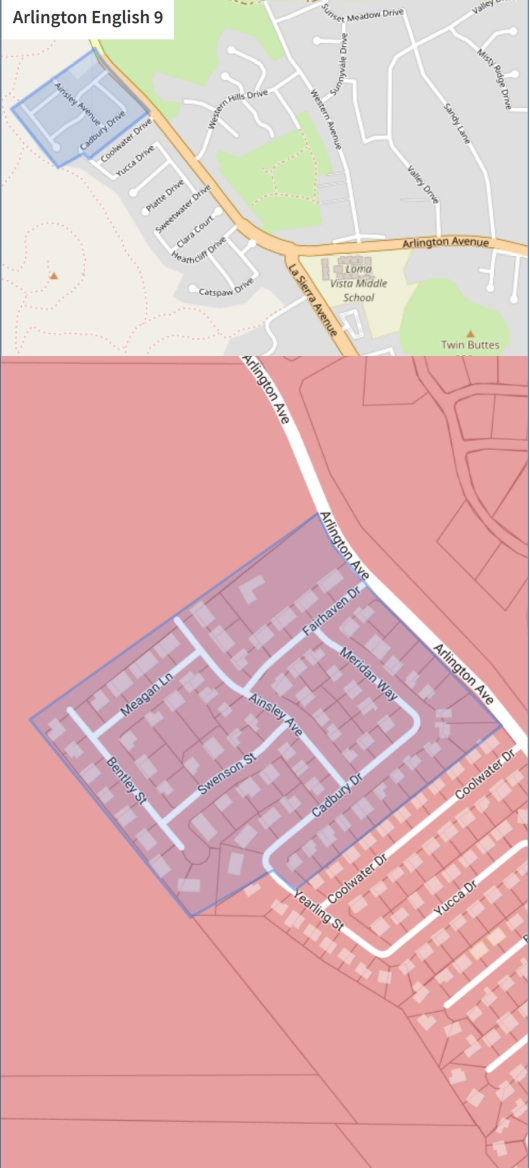 Arlington English 9
Sunset Meadow Drive
Valley D
Misty Ridge Drive
Sunnyvale Drive
Western Hills Drive
Western Avenue
Sandy Lane
Ainsley Avenue
Cadbury Drive
Coolwater Drive
Yucca Drive
Valley Drive
Platte Drive
Sweetwater Drive
Clara Court
Heathcliff Drive
Arlington Avenue
Catspaw Drive
La Sierra Avenue
Loma
Vista Middle
School
Twin Buttes
Arlington Ave
Arlington Ave
Fairhaven Dr
Arlington Ave
Meridan Way
Meagan Ln
Ainsley Ave
Bentley St
Swenson St
Cadbury Dr
Coolwater Dr
Coolwater Dr
Yearling St
Yucca Dr